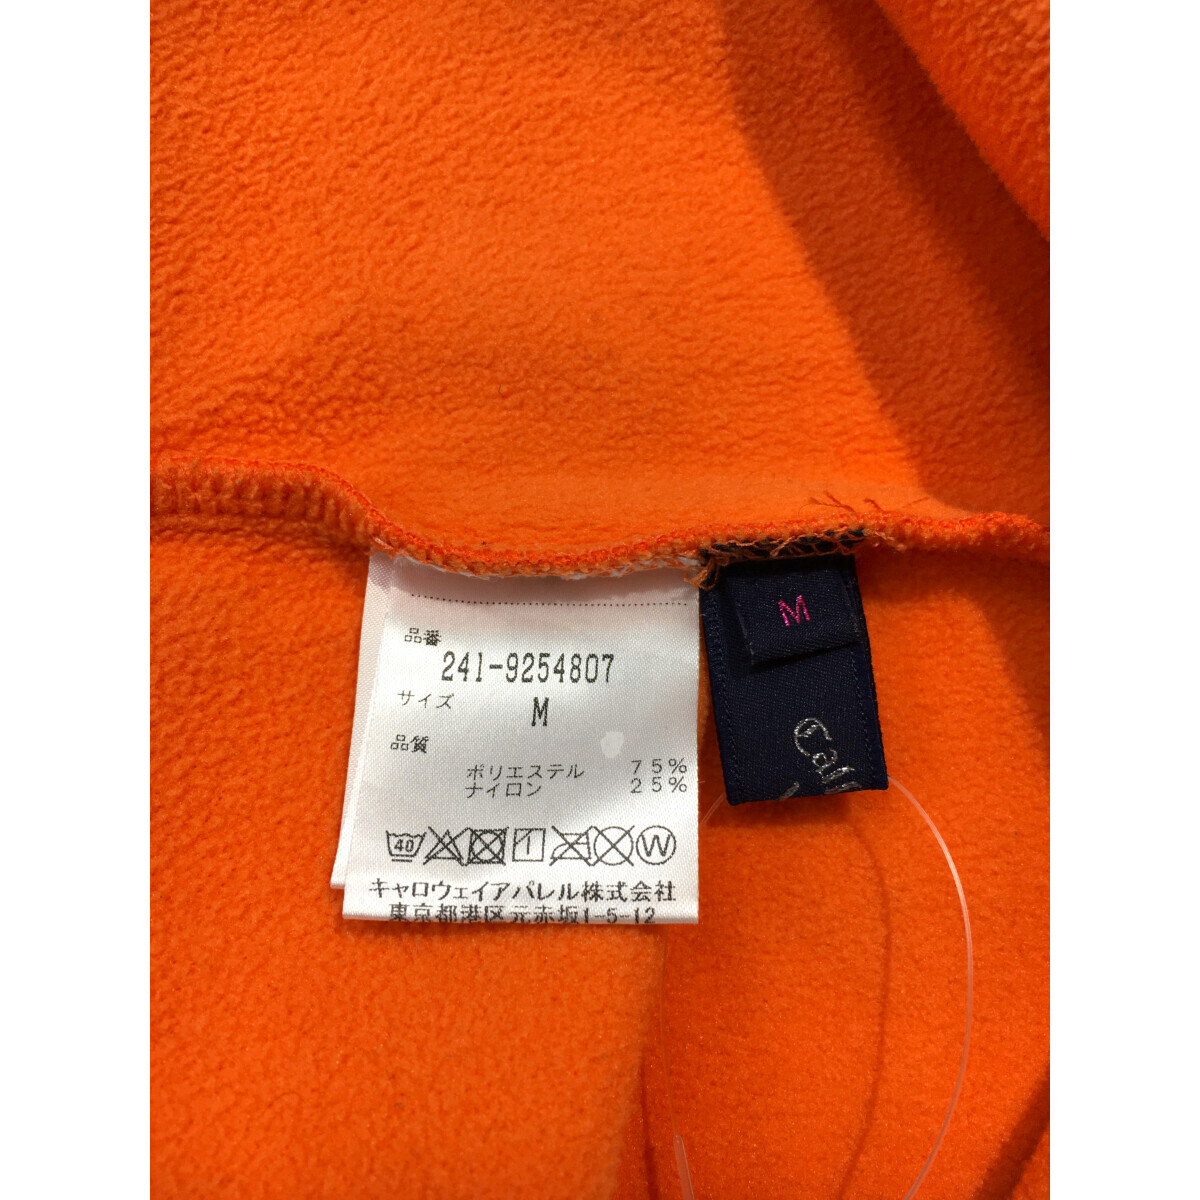 品番
241-9254807
サイズ
M
品質
ポリエステル 75%
ナイロン 25%
40 W
キャロウェイアパレル株式会社
東京都港区元赤坂1-5-12
M